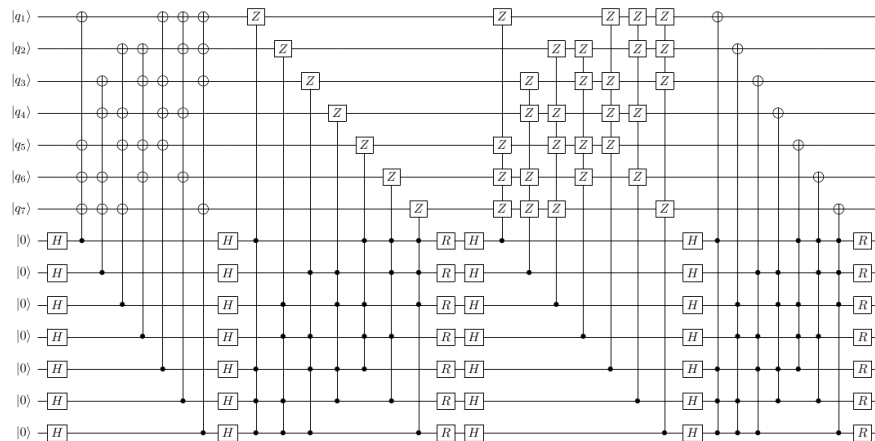 |q₁⟩ Z Z Z Z Z
|q₂⟩ Z Z Z Z Z
|q₃⟩ Z Z Z Z Z
|q₄⟩ Z Z Z Z Z
|q₅⟩ Z Z Z Z Z
|q₆⟩ Z Z Z Z Z
|q₇⟩ Z Z Z Z Z
|0⟩ H H R H H R
|0⟩ H H R H H R
|0⟩ H H R H H R
|0⟩ H H R H H R
|0⟩ H H R H H R
|0⟩ H H R H H R
|0⟩ H H R H H R